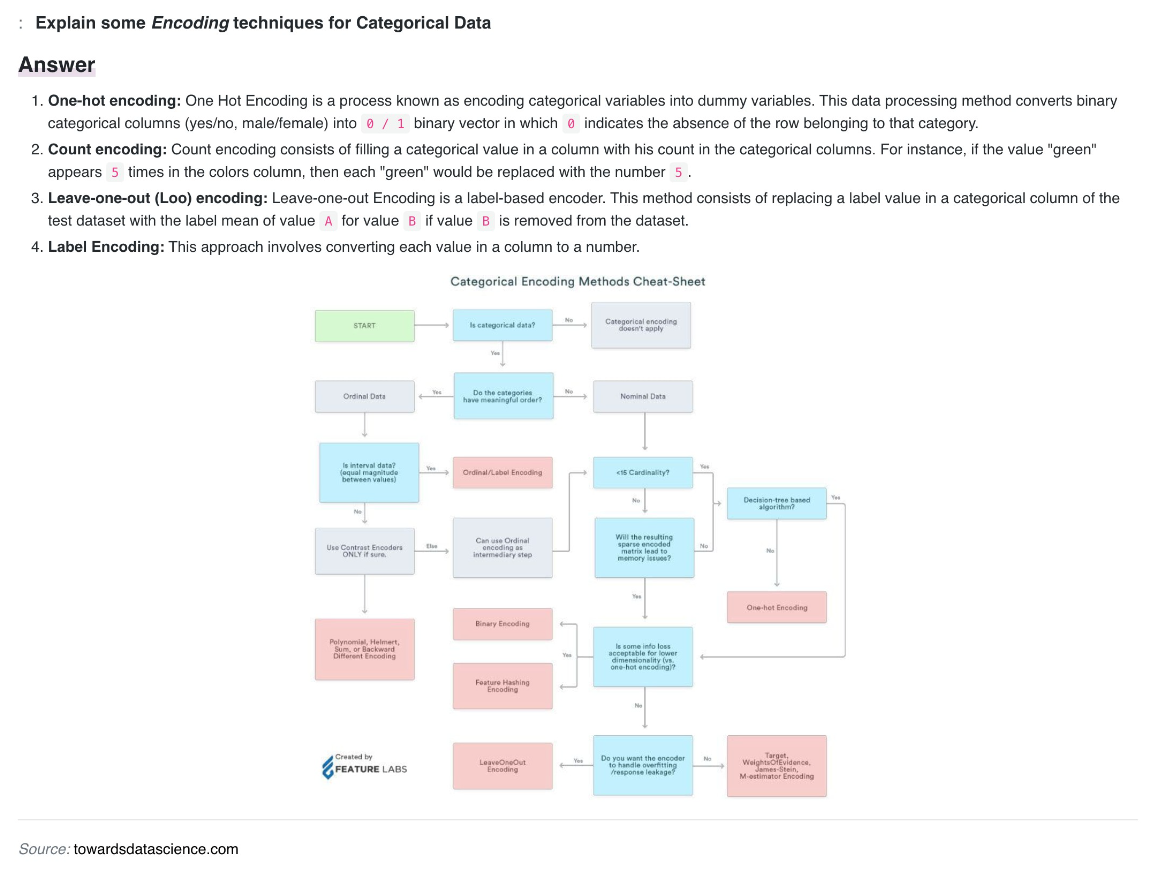 : Explain some Encoding techniques for Categorical Data
Answer
1. One-hot encoding: One Hot Encoding is a process known as encoding categorical variables into dummy variables. This data processing method converts binary
categorical columns (yes/no, male/female) into 0 / 1 binary vector in which 0 indicates the absence of the row belonging to that category.
2. Count encoding: Count encoding consists of filling a categorical value in a column with his count in the categorical columns. For instance, if the value "green"
appears 5 times in the colors column, then each "green" would be replaced with the number 5 .
3. Leave-one-out (Loo) encoding: Leave-one-out Encoding is a label-based encoder. This method consists of replacing a label value in a categorical column of the
test dataset with the label mean of value A for value B if value B is removed from the dataset.
4. Label Encoding: This approach involves converting each value in a column to a number.
Categorical Encoding Methods Cheat-Sheet
START
Is categorical data?
No
Categorical encoding
doesn't apply
Yes
Ordinal Data
Yes
Do the categories
have meaningful order?
No
Nominal Data
Is interval data?
(equal magnitude
between values)
Yes
Ordinal/Label Encoding
<15 Cardinality?
Yes
No
No
Decision-tree based
algorithm?
Yes
Use Contrast Encoders
ONLY if sure.
Else
Can use Ordinal
encoding as
intermediary step
Will the resulting
sparse encoded
matrix lead to
memory issues?
No
No
Yes
One-hot Encoding
Polynomial, Helmert,
Sum, or Backward
Different Encoding
Binary Encoding
Yes
Feature Hashing
Encoding
Is some info loss
acceptable for lower
dimensionality (vs.
one-hot encoding)?
No
Created by
FEATURE LABS
LeaveOneOut
Encoding
Yes
Do you want the encoder
to handle overfitting
/response leakage?
No
Target,
WeightsOfEvidence,
James-Stein,
M-estimator Encoding
Source: towardsdatascience.com